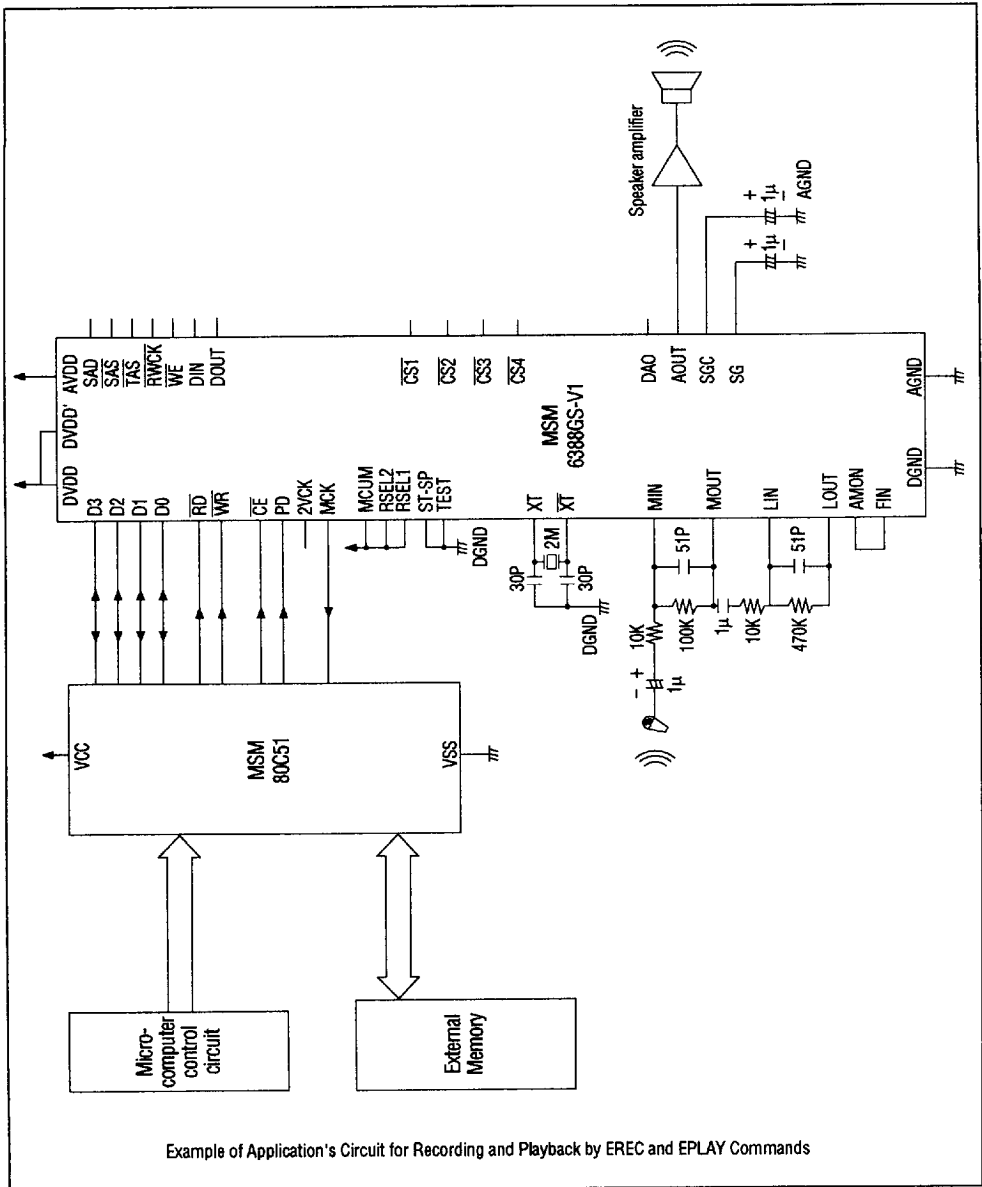 Speaker amplifier
+
1μ
−
+
1μ
−
AGND
AVDD
DVDD'
DVDD
SAD
SAS
TAS
RWCK
WE
DIN
DOUT
CS1
CS2
CS3
CS4
DAO
AOUT
SGC
SG
MSM
6388GS-V1
AGND
DGND
D3
D2
D1
D0
RD
WR
CE
PD
2VCK
MCK
MCUM
RSEL2
RSEL1
ST-SP
TEST
DGND
XT
XT
MIN
MOUT
LIN
LOUT
AMON
FIN
30P
2M
30P
DGND
51P
51P
10K
100K
1μ
10K
470K
− +
1μ
VCC
MSM
80C51
VSS
Micro-
computer
control
circuit
External
Memory
Example of Application's Circuit for Recording and Playback by EREC and EPLAY Commands